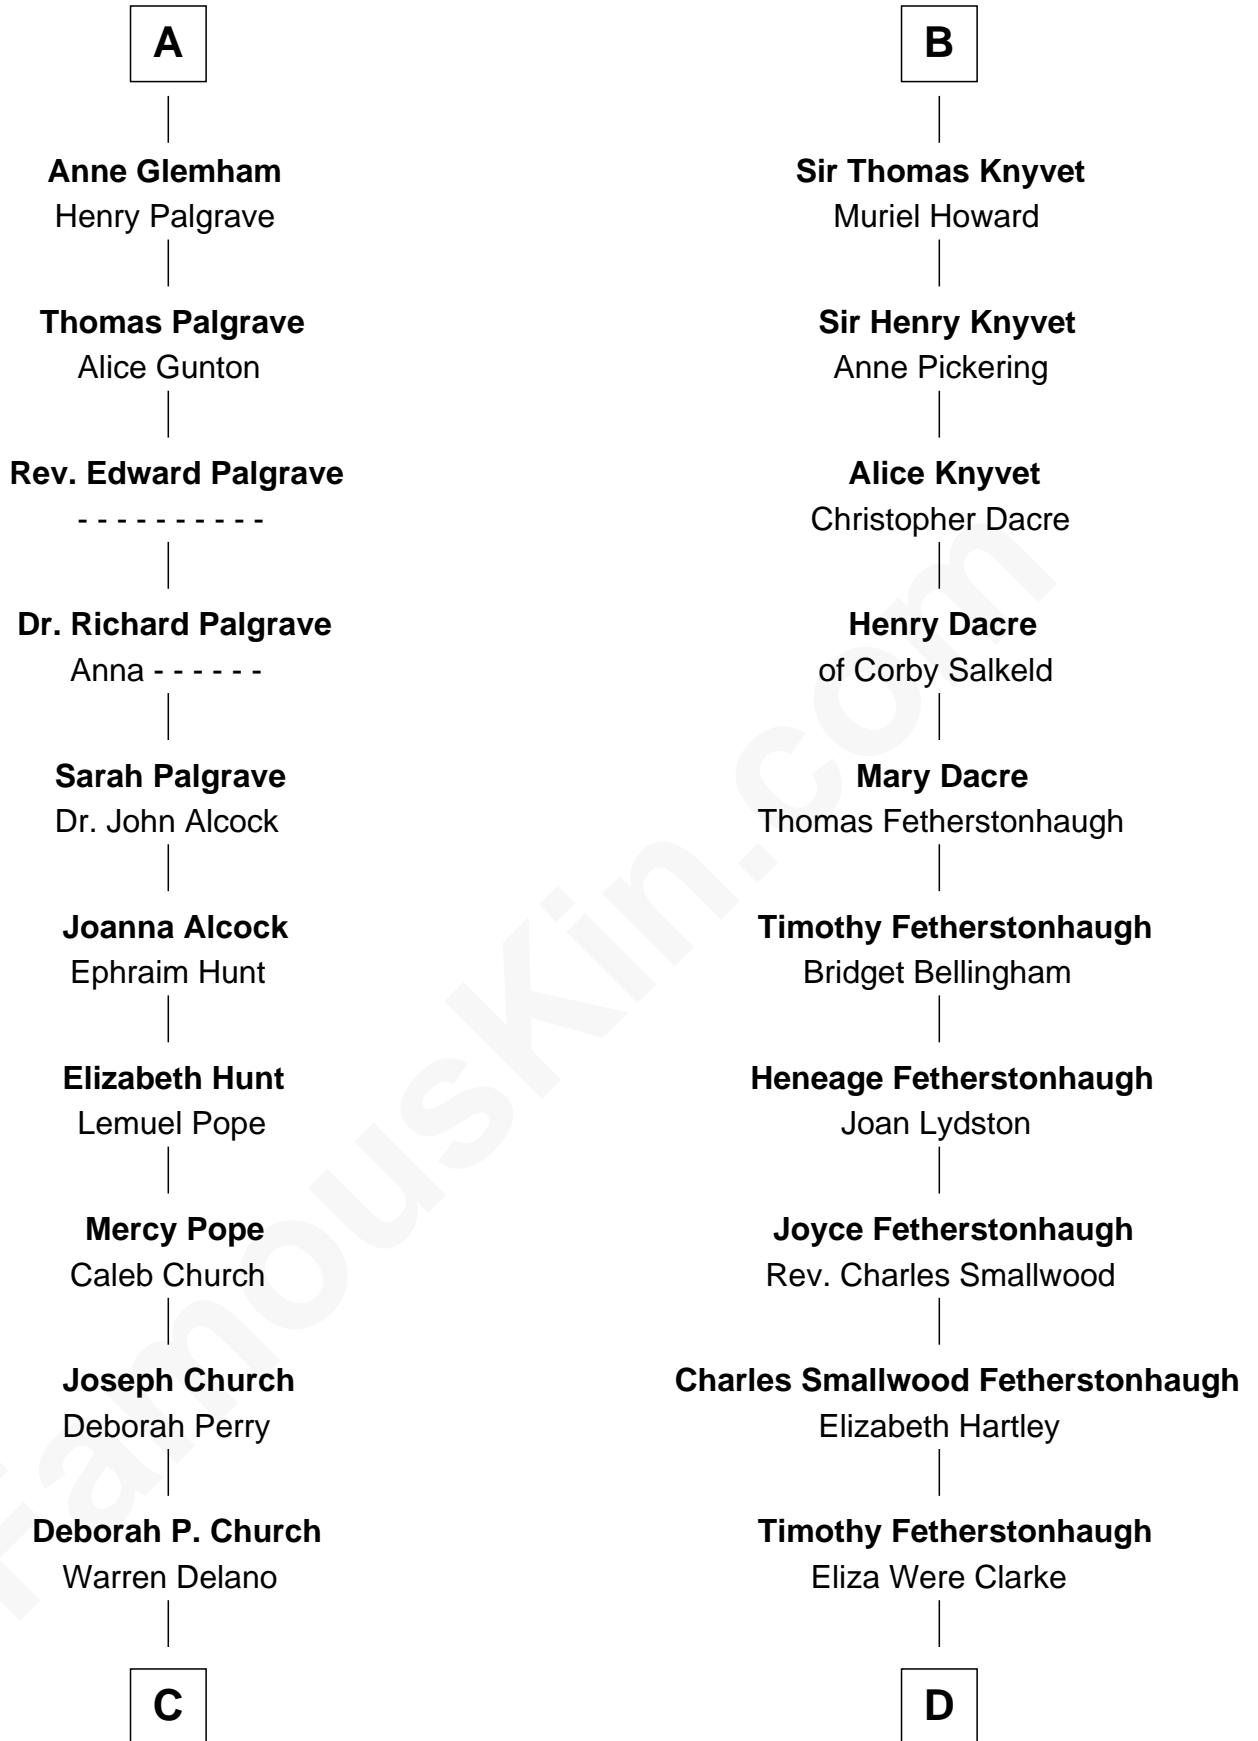 A
Anne Glemham
Henry Palgrave
Thomas Palgrave
Alice Gunton
Rev. Edward Palgrave
- - - - - - - - - -
Dr. Richard Palgrave
Anna - - - - - -
Sarah Palgrave
Dr. John Alcock
Joanna Alcock
Ephraim Hunt
Elizabeth Hunt
Lemuel Pope
Mercy Pope
Caleb Church
Joseph Church
Deborah Perry
Deborah P. Church
Warren Delano
C
B
Sir Thomas Knyvet
Muriel Howard
Sir Henry Knyvet
Anne Pickering
Alice Knyvet
Christopher Dacre
Henry Dacre
of Corby Salkeld
Mary Dacre
Thomas Fetherstonhaugh
Timothy Fetherstonhaugh
Bridget Bellingham
Heneage Fetherstonhaugh
Joan Lydston
Joyce Fetherstonhaugh
Rev. Charles Smallwood
Charles Smallwood Fetherstonhaugh
Elizabeth Hartley
Timothy Fetherstonhaugh
Eliza Were Clarke
D
FamousKin.com